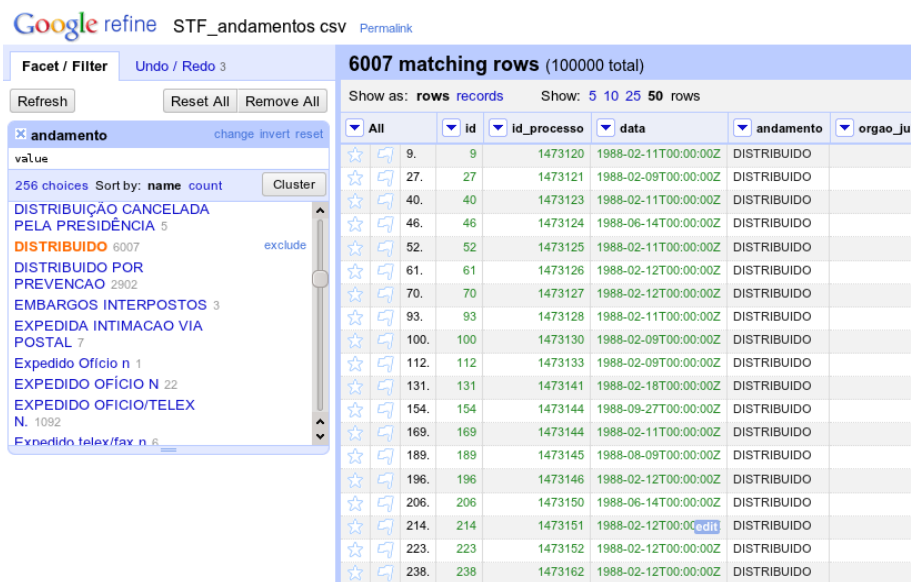 Google refine STF_andamentos csv Permalink
Facet / Filter Undo / Redo 3
Refresh Reset All Remove All
× andamento change invert reset
value
256 choices Sort by: name count Cluster
DISTRIBUIÇÃO CANCELADA
PELA PRESIDÊNCIA 5
DISTRIBUIDO 6007 exclude
DISTRIBUIDO POR
PREVENCAO 2902
EMBARGOS INTERPOSTOS 3
EXPEDIDA INTIMACAO VIA
POSTAL 7
Expedido Ofício n 1
EXPEDIDO OFÍCIO N 22
EXPEDIDO OFICIO/TELEX
N. 1092
Expedido telex/fax n 6
6007 matching rows (100000 total)
Show as: rows records Show: 5 10 25 50 rows
All id id_processo data andamento orgao_ju
9. 9 1473120 1988-02-11T00:00:00Z DISTRIBUIDO
27. 27 1473121 1988-02-09T00:00:00Z DISTRIBUIDO
40. 40 1473123 1988-02-11T00:00:00Z DISTRIBUIDO
46. 46 1473124 1988-06-14T00:00:00Z DISTRIBUIDO
52. 52 1473125 1988-02-11T00:00:00Z DISTRIBUIDO
61. 61 1473126 1988-02-12T00:00:00Z DISTRIBUIDO
70. 70 1473127 1988-02-12T00:00:00Z DISTRIBUIDO
93. 93 1473128 1988-02-11T00:00:00Z DISTRIBUIDO
100. 100 1473130 1988-02-09T00:00:00Z DISTRIBUIDO
112. 112 1473133 1988-02-09T00:00:00Z DISTRIBUIDO
131. 131 1473141 1988-02-18T00:00:00Z DISTRIBUIDO
154. 154 1473144 1988-09-27T00:00:00Z DISTRIBUIDO
169. 169 1473144 1988-02-11T00:00:00Z DISTRIBUIDO
189. 189 1473145 1988-08-09T00:00:00Z DISTRIBUIDO
196. 196 1473146 1988-02-12T00:00:00Z DISTRIBUIDO
206. 206 1473150 1988-06-14T00:00:00Z DISTRIBUIDO
214. 214 1473151 1988-02-12T00:00 edit DISTRIBUIDO
223. 223 1473152 1988-02-12T00:00:00Z DISTRIBUIDO
238. 238 1473162 1988-02-12T00:00:00Z DISTRIBUIDO